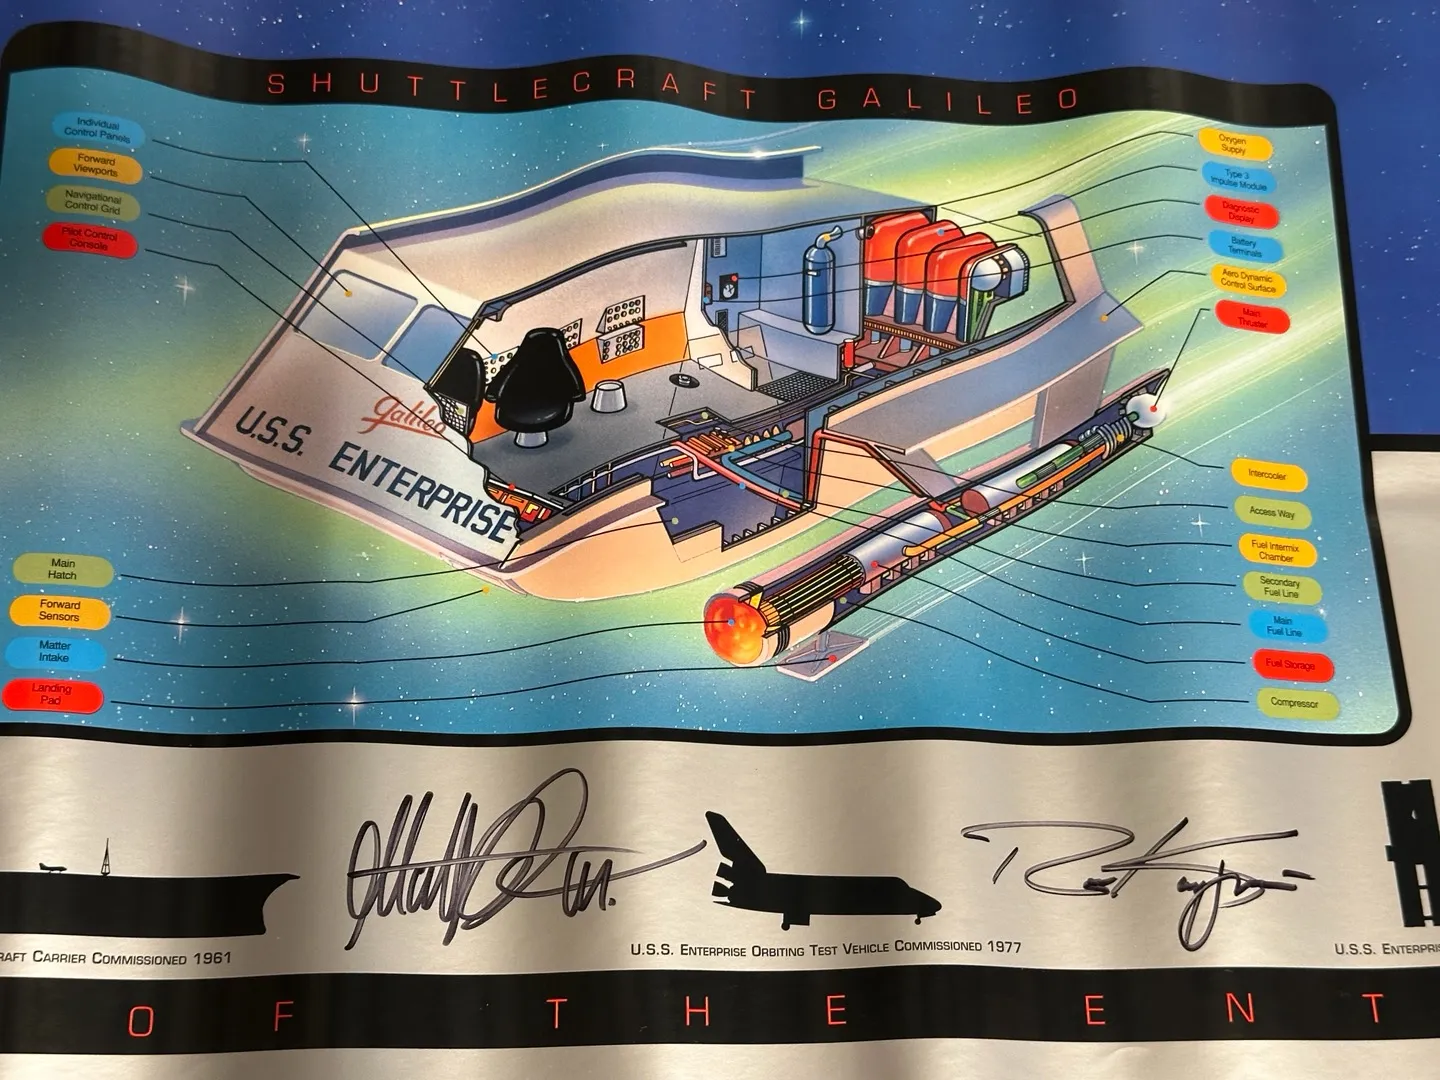 SHUTTLECRAFT GALILEO
Individual
Control Panels
Forward
Viewports
Navigational
Control Grid
Pilot Control
Console
Oxygen
Supply
Type 3
Impulse Module
Diagnostic
Display
Battery
Terminals
Aero Dynamic
Control Surface
Main
Thruster
Galileo
U.S.S. ENTERPRISE
Intercooler
Access Way
Fuel Intermix
Chamber
Secondary
Fuel Line
Main
Fuel Line
Fuel Storage
Compressor
Main
Hatch
Forward
Sensors
Matter
Intake
Landing
Pad
RAFT CARRIER COMMISSIONED 1961
U.S.S. ENTERPRISE ORBITING TEST VEHICLE COMMISSIONED 1977
U.S.S. ENTERPRIS
OF THE ENT